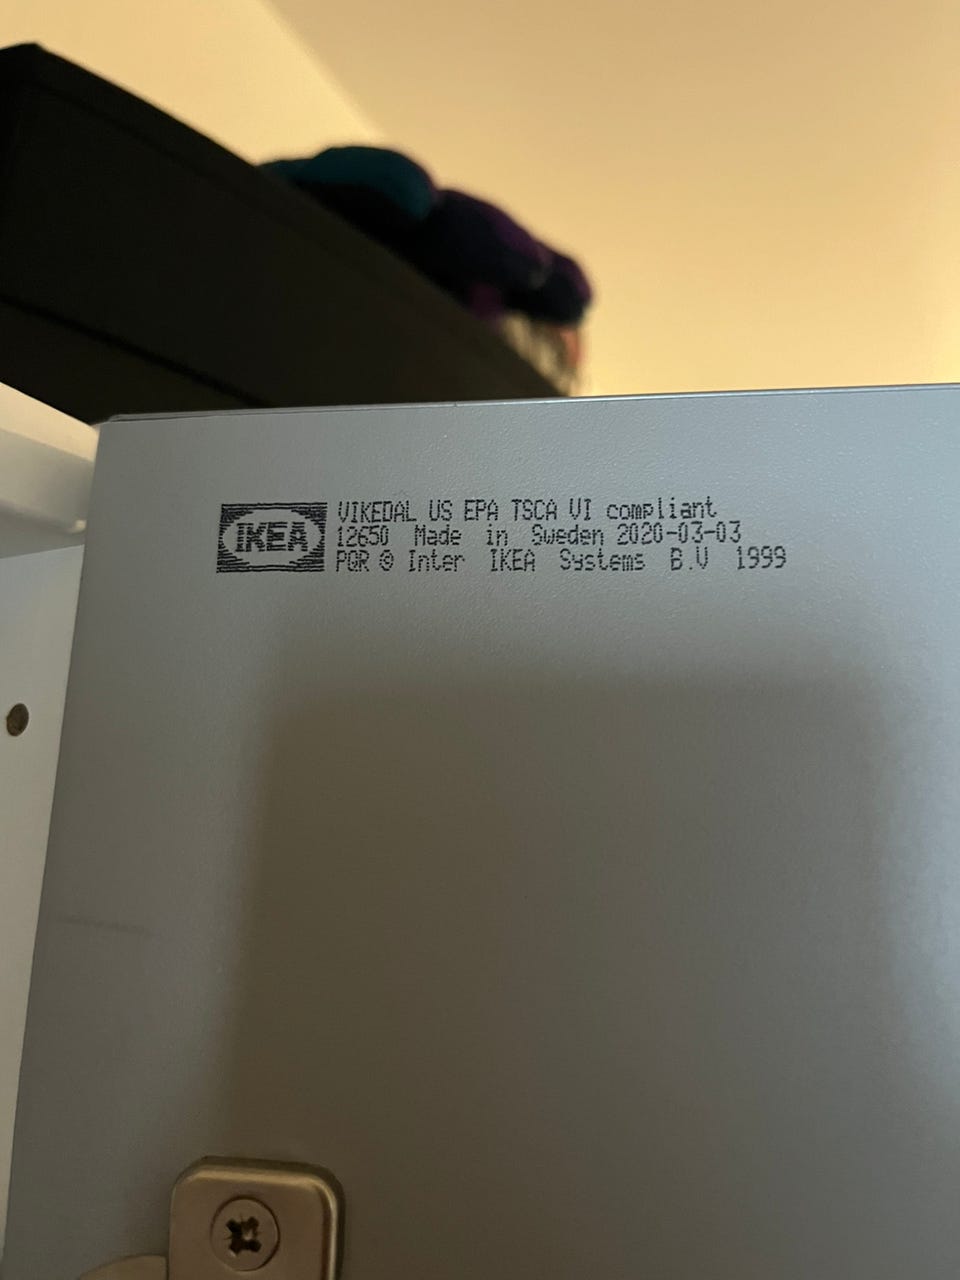 IKEA
VIKEDAL US EPA TSCA VI compliant
12650 Made in Sweden 2020-03-03
PQR © Inter IKEA Systems B.V 1999